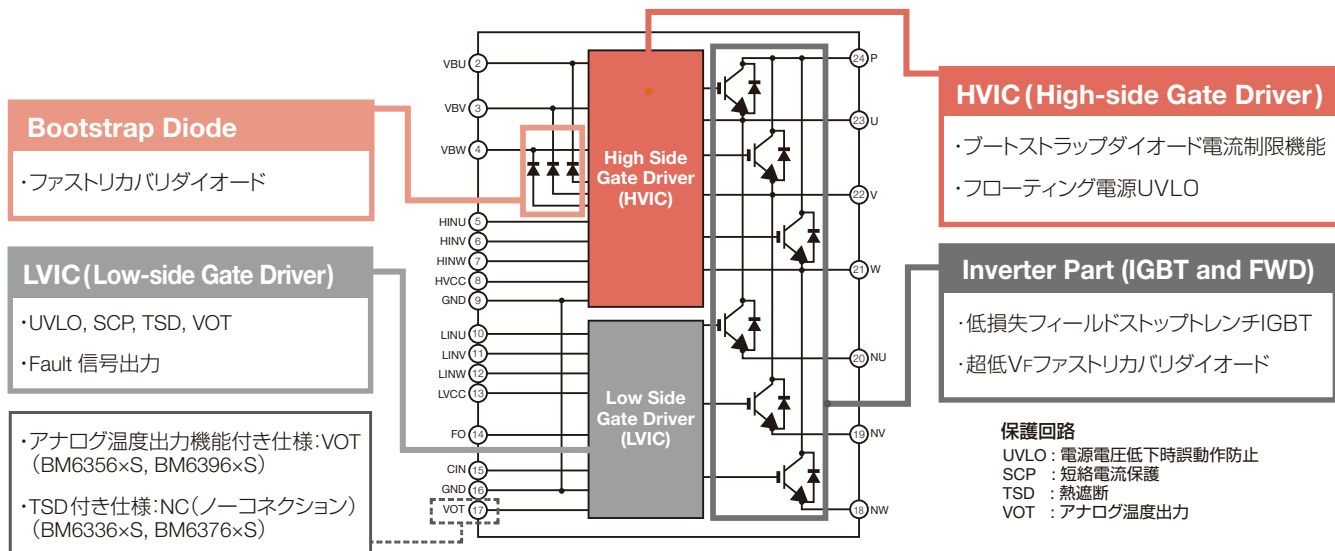 Bootstrap Diode
・ファストリカバリダイオード
LVIC (Low-side Gate Driver)
・UVLO, SCP, TSD, VOT
・Fault 信号出力
・アナログ温度出力機能付き仕様:VOT
(BM6356×S, BM6396×S)
・TSD付き仕様:NC(ノーコネクション)
(BM6336×S, BM6376×S)
VBU 2
VBV 3
VBW 4
HINU 5
HINV 6
HINW 7
HVCC 8
GND 9
LINU 10
LINV 11
LINW 12
LVCC 13
FO 14
CIN 15
GND 16
VOT 17
High Side
Gate Driver
(HVIC)
Low Side
Gate Driver
(LVIC)
24 P
23 U
22 V
21 W
20 NU
19 NV
18 NW
HVIC (High-side Gate Driver)
・ブートストラップダイオード電流制限機能
・フローティング電源UVLO
Inverter Part (IGBT and FWD)
・低損失フィールドストップトレンチIGBT
・超低VFファストリカバリダイオード
保護回路
UVLO : 電源電圧低下時誤動作防止
SCP : 短絡電流保護
TSD : 熱遮断
VOT : アナログ温度出力